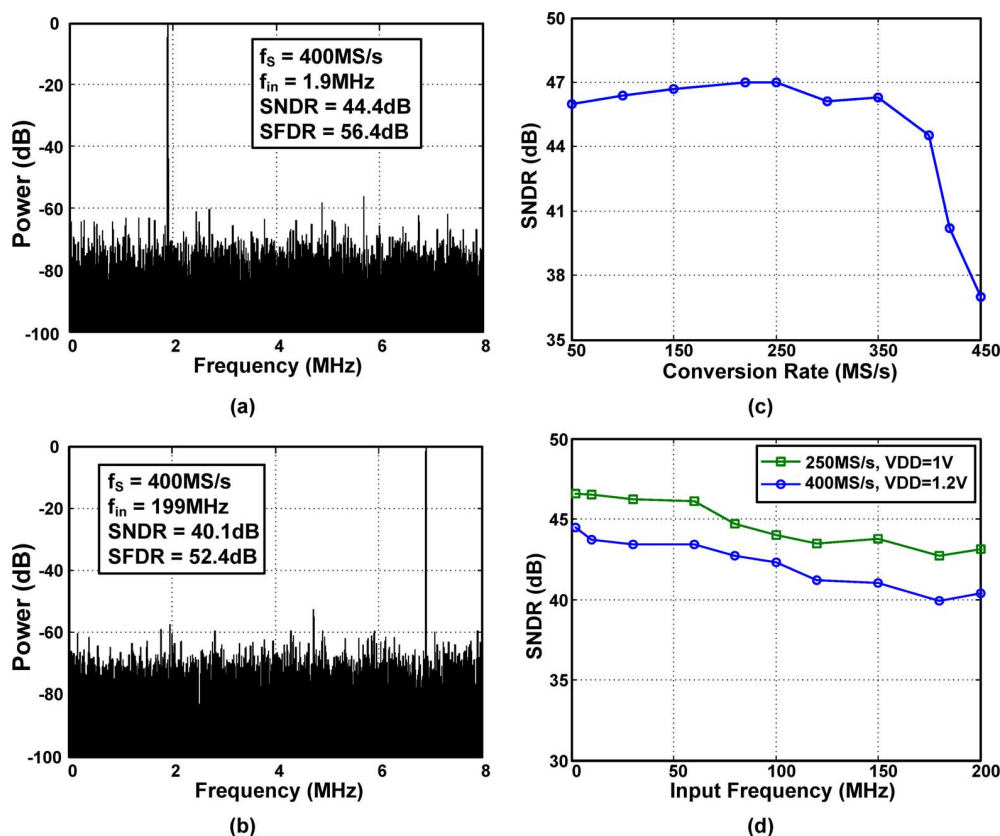 0
-20
-40
-60
-80
-100
Power (dB)
f_S = 400MS/s
f_in = 1.9MHz
SNDR = 44.4dB
SFDR = 56.4dB
0 2 4 6 8
Frequency (MHz)
(a)
50
47
44
41
38
35
SNDR (dB)
50 150 250 350 450
Conversion Rate (MS/s)
(c)
0
-20
-40
-60
-80
-100
Power (dB)
f_S = 400MS/s
f_in = 199MHz
SNDR = 40.1dB
SFDR = 52.4dB
0 2 4 6 8
Frequency (MHz)
(b)
50
45
40
35
30
SNDR (dB)
250MS/s, VDD=1V
400MS/s, VDD=1.2V
0 50 100 150 200
Input Frequency (MHz)
(d)